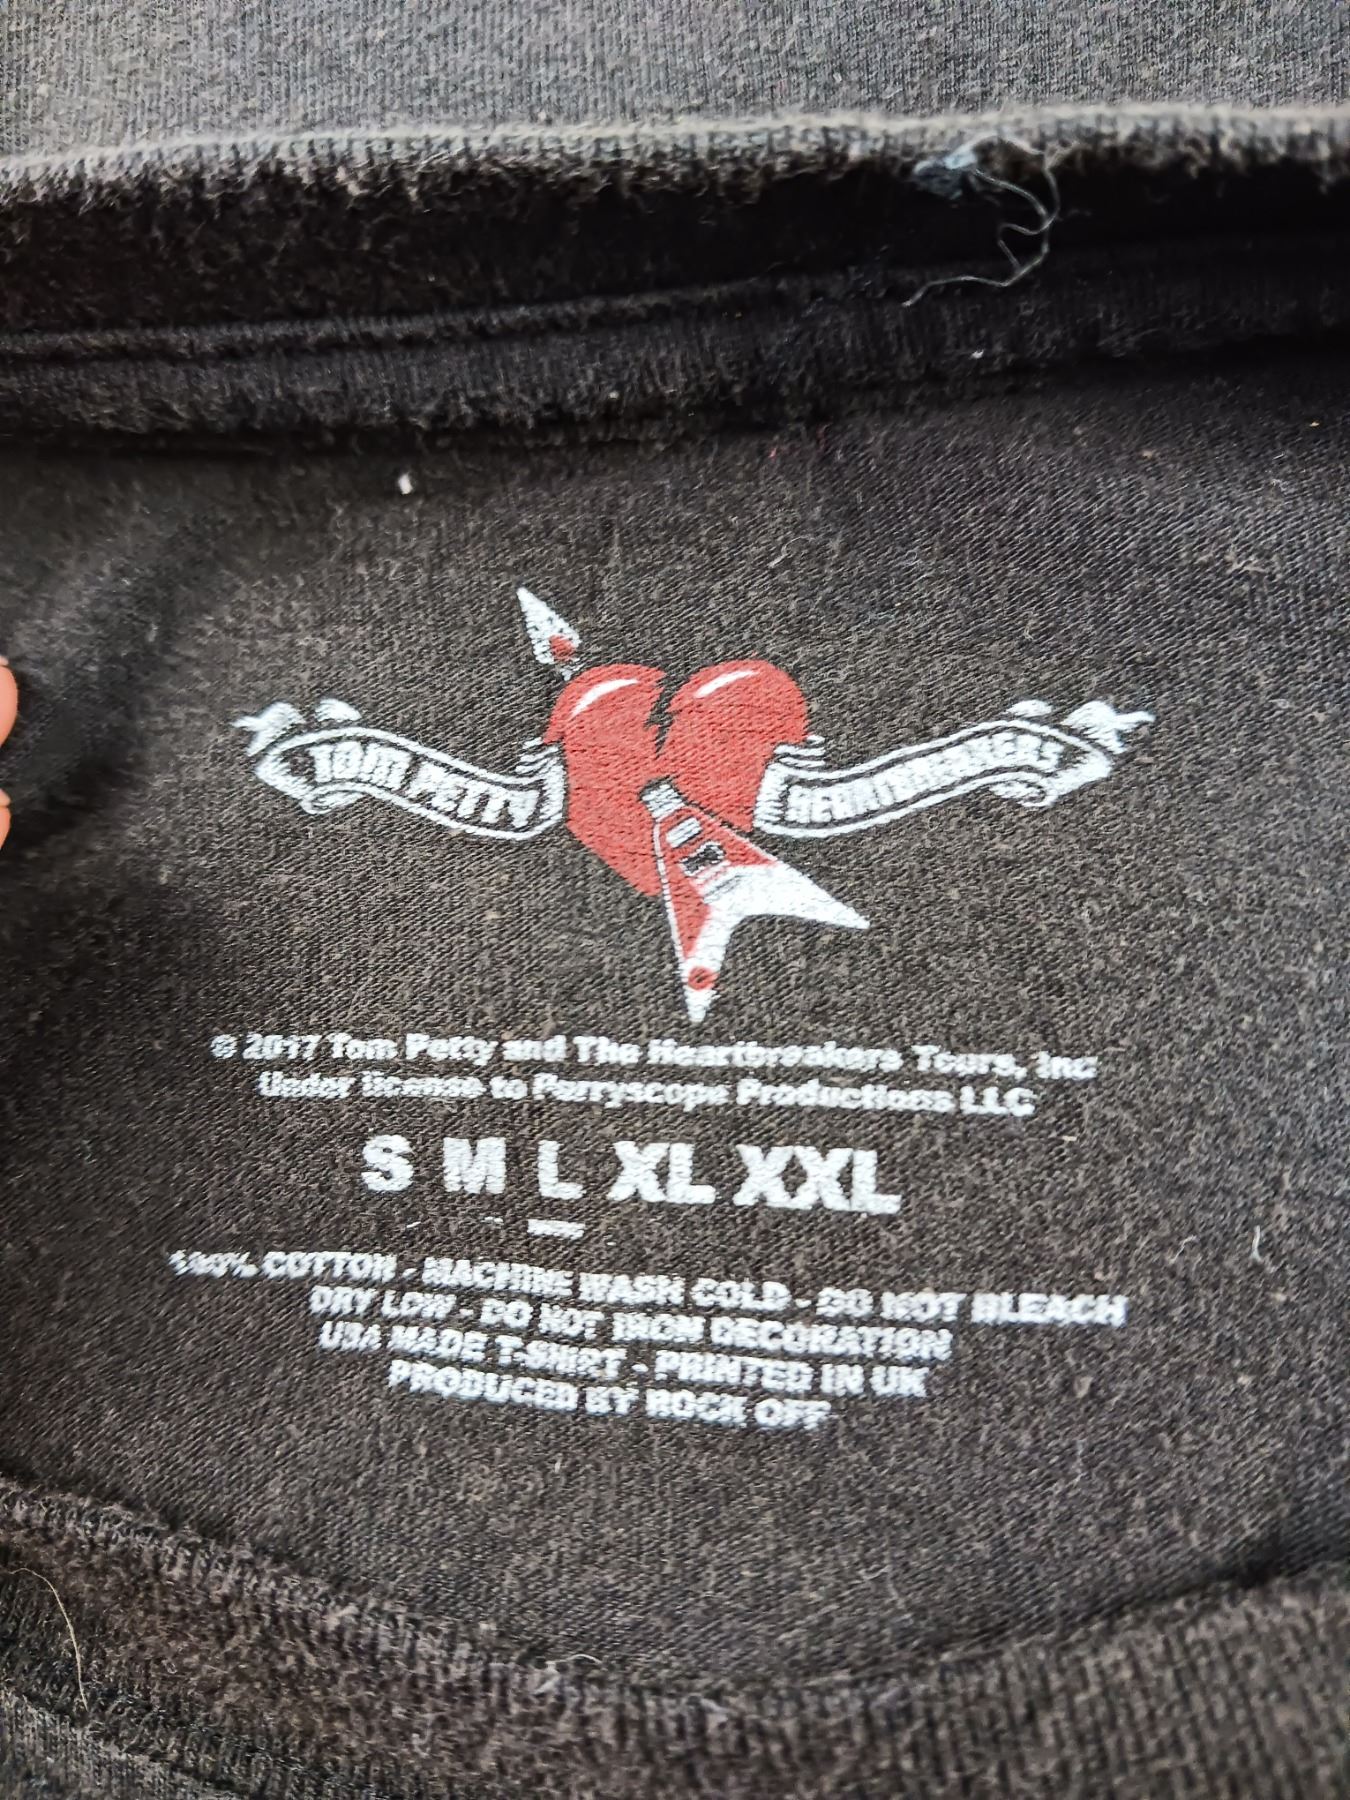 TOM PETTY
HEARTBREAKERS
© 2017 Tom Petty and The Heartbreakers Tours, Inc
Under license to Perryscope Productions LLC
S M L XL XXL
100% COTTON - MACHINE WASH COLD - DO NOT BLEACH
DRY LOW - DO NOT IRON DECORATION
USA MADE T-SHIRT - PRINTED IN UK
PRODUCED BY ROCK OFF